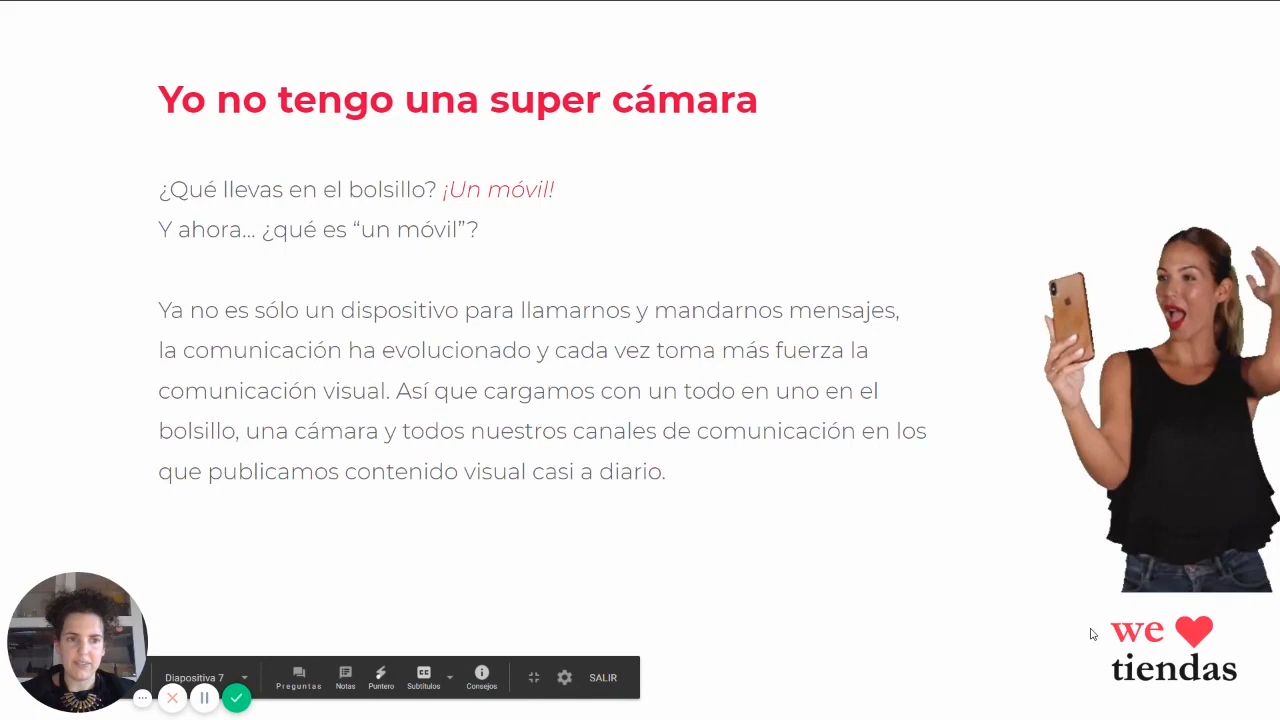 Yo no tengo una super cámara
¿Qué llevas en el bolsillo? ¡Un móvil!
Y ahora... ¿qué es “un móvil”?
Ya no es sólo un dispositivo para llamarnos y mandarnos mensajes,
la comunicación ha evolucionado y cada vez toma más fuerza la
comunicación visual. Así que cargamos con un todo en uno en el
bolsillo, una cámara y todos nuestros canales de comunicación en los
que publicamos contenido visual casi a diario.
we
tiendas
Diapositiva 7
Preguntas
Notas
Puntero
CC
Subtítulos
Consejos
SALIR